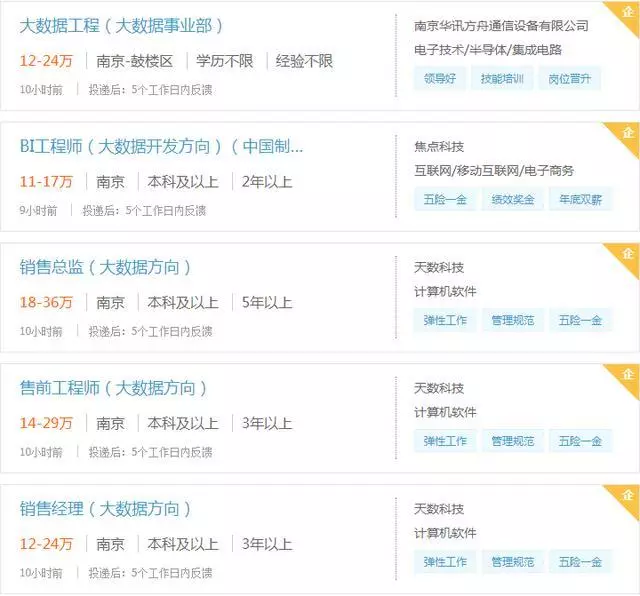 大数据工程（大数据事业部）
12-24万 南京-鼓楼区 学历不限 经验不限
10小时前 投递后：5个工作日内反馈
企
南京华讯方舟通信设备有限公司
电子技术/半导体/集成电路
领导好 技能培训 岗位晋升
BI工程师（大数据开发方向）（中国制...
11-17万 南京 本科及以上 2年以上
9小时前 投递后：5个工作日内反馈
企
焦点科技
互联网/移动互联网/电子商务
五险一金 绩效奖金 年底双薪
销售总监（大数据方向）
18-36万 南京 本科及以上 5年以上
10小时前 投递后：5个工作日内反馈
企
天数科技
计算机软件
弹性工作 管理规范 五险一金
售前工程师（大数据方向）
14-29万 南京 本科及以上 3年以上
10小时前 投递后：5个工作日内反馈
企
天数科技
计算机软件
弹性工作 管理规范 五险一金
销售经理（大数据方向）
12-24万 南京 本科及以上 3年以上
10小时前 投递后：5个工作日内反馈
企
天数科技
计算机软件
弹性工作 管理规范 五险一金